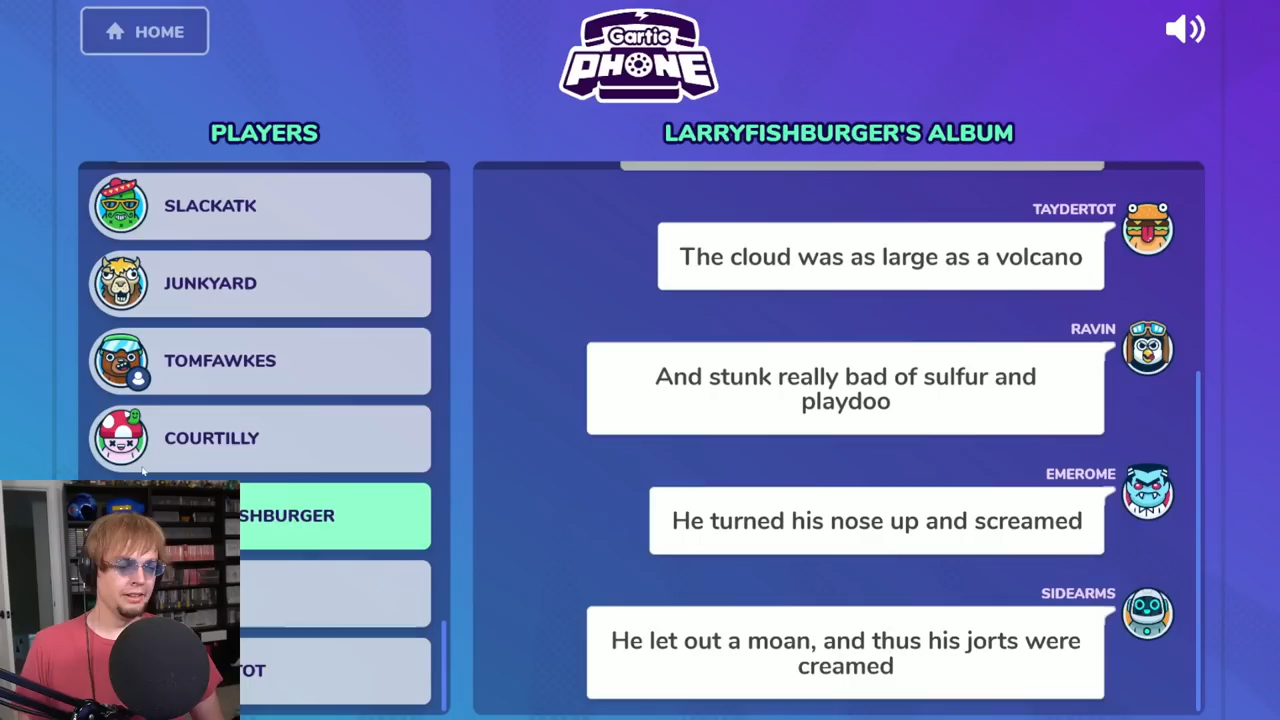 HOME
Gartic
PHONE
PLAYERS
LARRYFISHBURGER'S ALBUM
SLACKATK
JUNKYARD
TOMFAWKES
COURTILLY
SHBURGER
OT
TAYDERTOT
The cloud was as large as a volcano
RAVIN
And stunk really bad of sulfur and
playdoo
EMEROME
He turned his nose up and screamed
SIDEARMS
He let out a moan, and thus his jorts were
creamed